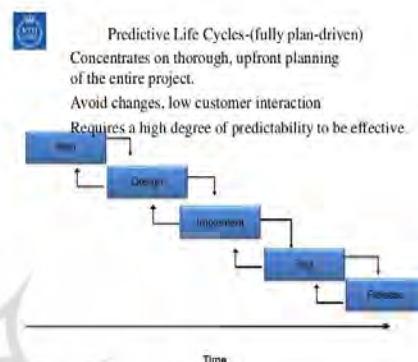 Predictive Life Cycles-(fully plan-driven)
Concentrates on thorough, upfront planning
of the entire project.
Avoid changes, low customer interaction
Requires a high degree of predictability to be effective
Design
Implement
Test
Release
Time